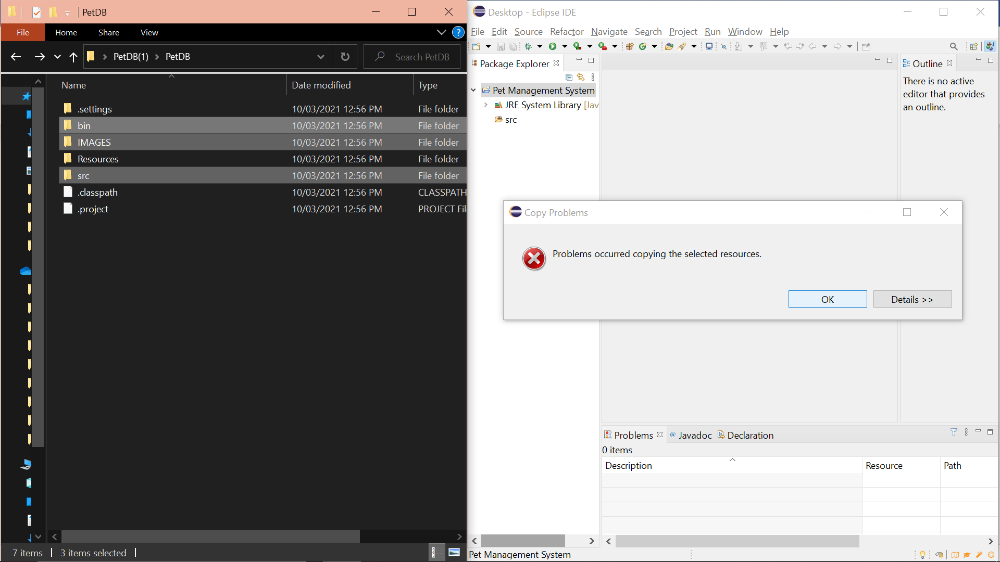 PetDB
File Home Share View
PetDB(1) PetDB
Search PetDB
Name Date modified Type
.settings 10/03/2021 12:56 PM File folder
bin 10/03/2021 12:56 PM File folder
IMAGES 10/03/2021 12:56 PM File folder
Resources 10/03/2021 12:56 PM File folder
src 10/03/2021 12:56 PM File folder
.classpath 10/03/2021 12:56 PM CLASSPATH
.project 10/03/2021 12:56 PM PROJECT Fil
7 items 3 items selected
Desktop - Eclipse IDE
File Edit Source Refactor Navigate Search Project Run Window Help
Package Explorer
Pet Management System
JRE System Library [Jav
src
Outline
There is no active
editor that provides
an outline.
Copy Problems
Problems occurred copying the selected resources.
OK Details >>
Problems Javadoc Declaration
0 items
Description Resource Path
Pet Management System